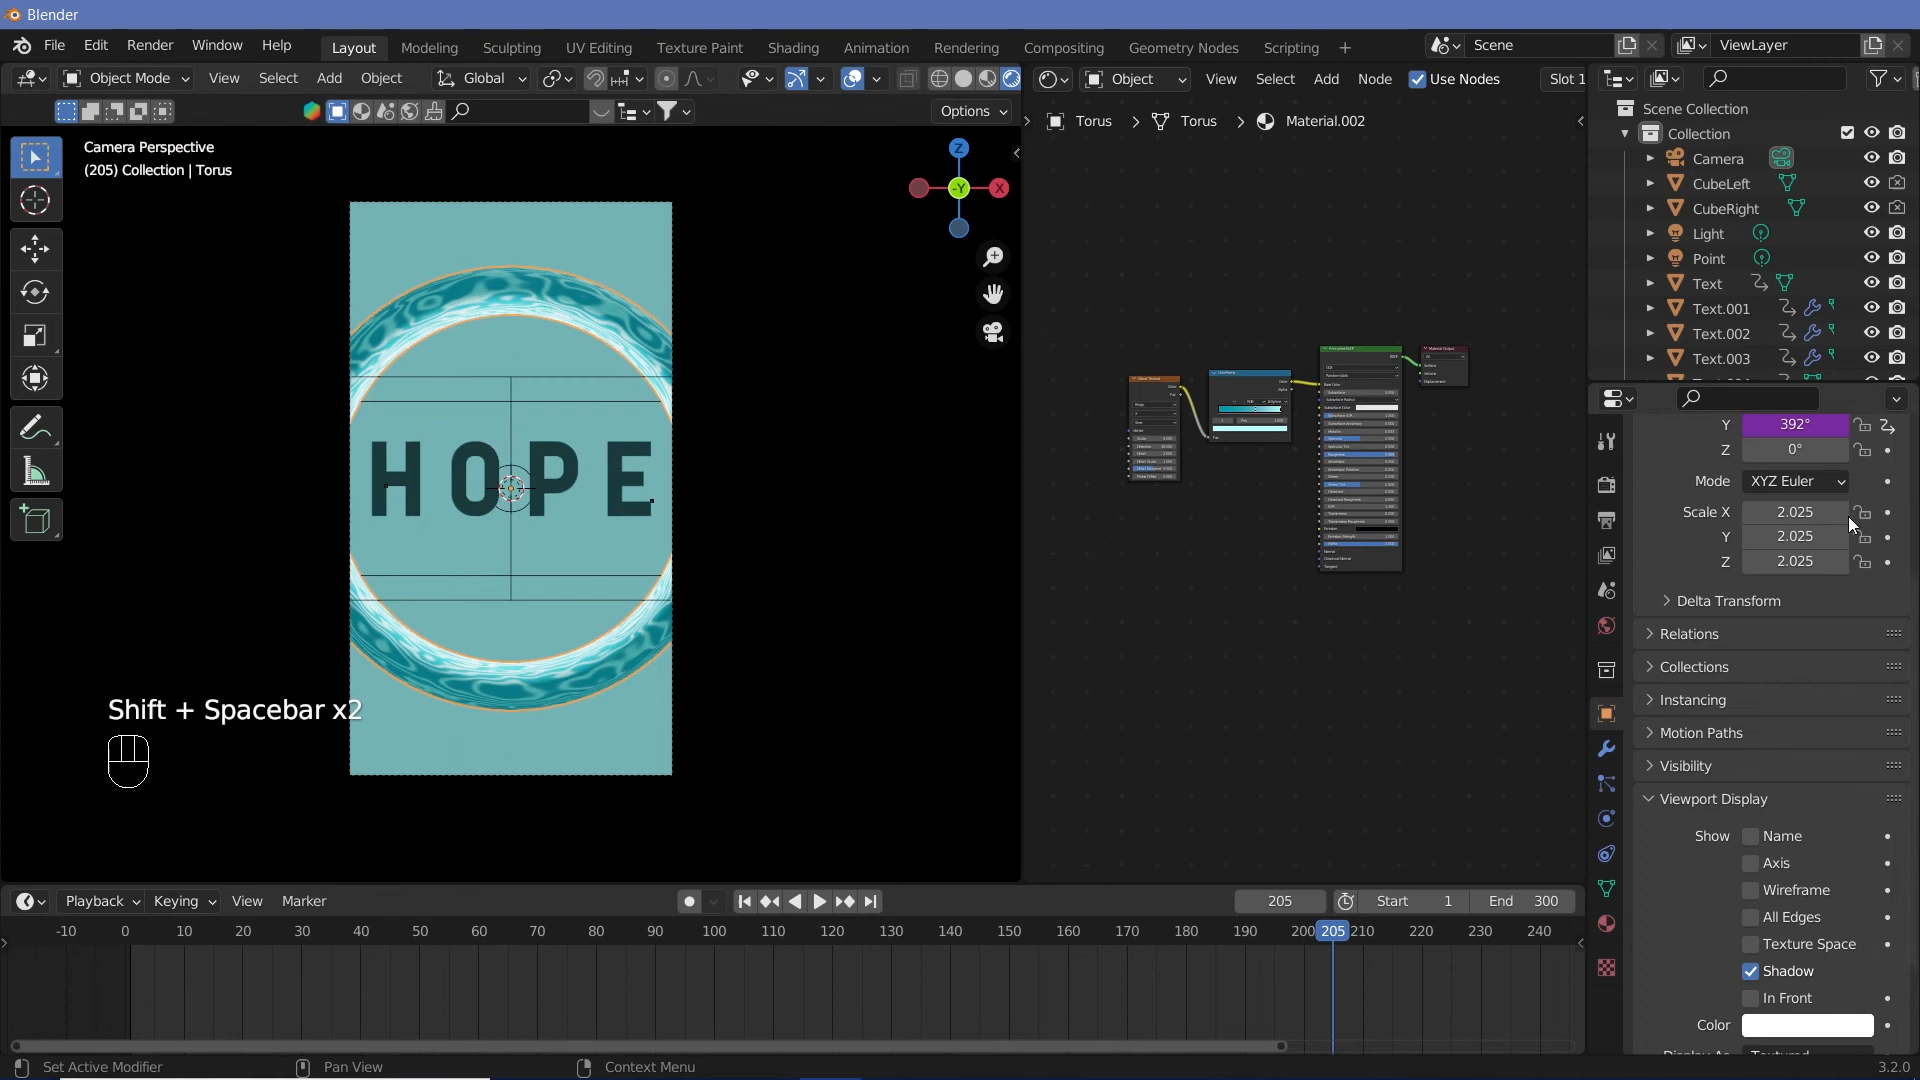 Blender
File Edit Render Window Help Layout Modeling Sculpting UV Editing Texture Paint Shading Animation Rendering Compositing Geometry Nodes Scripting + Scene ViewLayer
Object Mode View Select Add Object Global Object View Select Add Node Use Nodes Slot 1
Options
Torus > Torus > Material.002
Camera Perspective
(205) Collection | Torus
Z
-Y X
Scene Collection
Collection
Camera
CubeLeft
CubeRight
Light
Point
Text
Text.001
Text.002
Text.003
HOPE
Y 392°
Z 0°
Mode XYZ Euler
Scale X 2.025
Y 2.025
Z 2.025
Delta Transform
Relations
Collections
Instancing
Motion Paths
Visibility
Viewport Display
Show Name
Axis
Wireframe
All Edges
Texture Space
Shadow
In Front
Color
Shift + Spacebar x2
Playback Keying View Marker 205 Start 1 End 300
-10 0 10 20 30 40 50 60 70 80 90 100 110 120 130 140 150 160 170 180 190 200 205 210 220 230 240
Set Active Modifier Pan View Context Menu 3.2.0